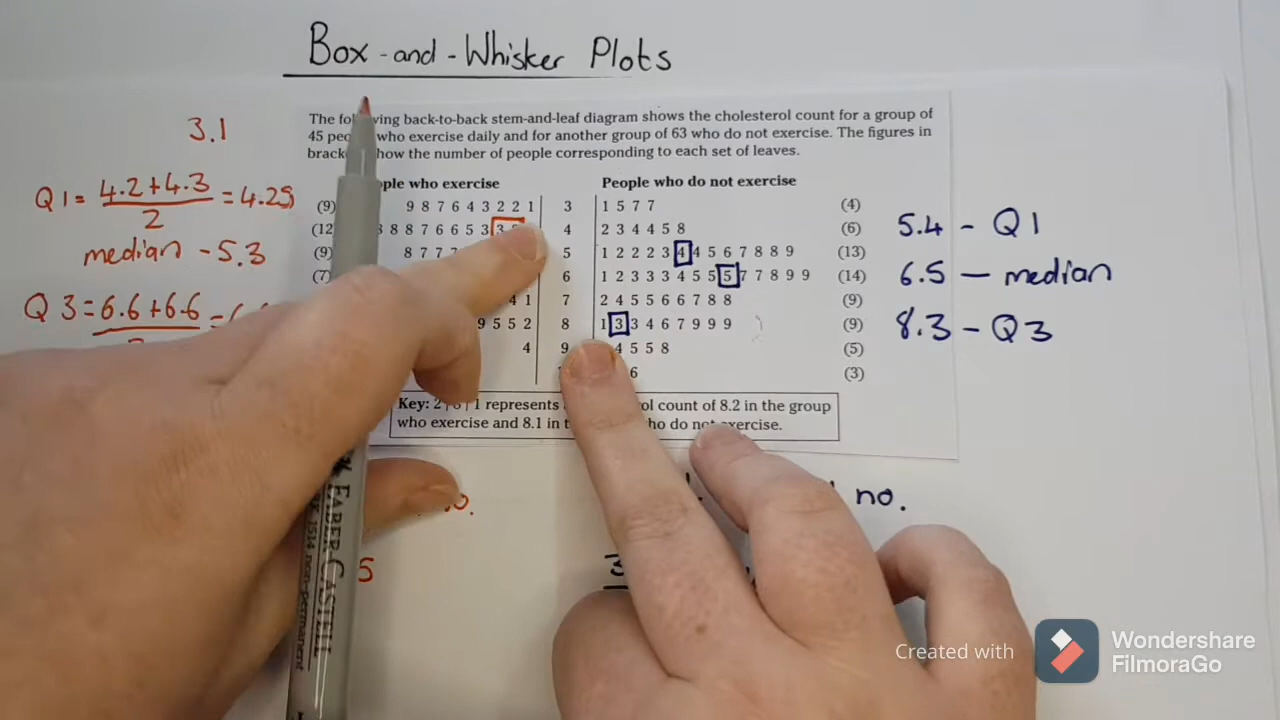 Box-and-Whisker Plots
The following back-to-back stem-and-leaf diagram shows the cholesterol count for a group of
45 who exercise daily and for another group of 63 who do not exercise. The figures in
show the number of people corresponding to each set of leaves.
who exercise People who do not exercise
(9) 9 8 7 6 4 3 2 2 1 3 1 5 7 7 (4)
(12 8 8 8 7 6 6 5 3 3 4 2 3 4 4 5 8 (6)
(9) 8 7 7 5 1 2 2 2 3 4 4 5 6 7 8 8 9 (13)
(7) 6 1 2 3 3 3 4 5 5 5 7 7 8 9 9 (14)
4 1 7 2 4 5 5 6 6 7 8 8 (9)
9 5 5 2 8 1 3 3 4 6 7 9 9 9 (9)
4 9 4 5 5 8 (5)
6 (3)
Key: 2 | 8 | 1 represents count of 8.2 in the group
who exercise and 8.1 in who do not exercise.
3.1
Q1 = 4.2+4.3 = 4.25
2
median - 5.3
Q3 = 6.6+6.6 =
5.4 - Q1
6.5 - median
8.3 - Q3
no.
no.
5
3
FABER-CASTELL
1514 non-permanent
Created with
Wondershare
FilmoraGo